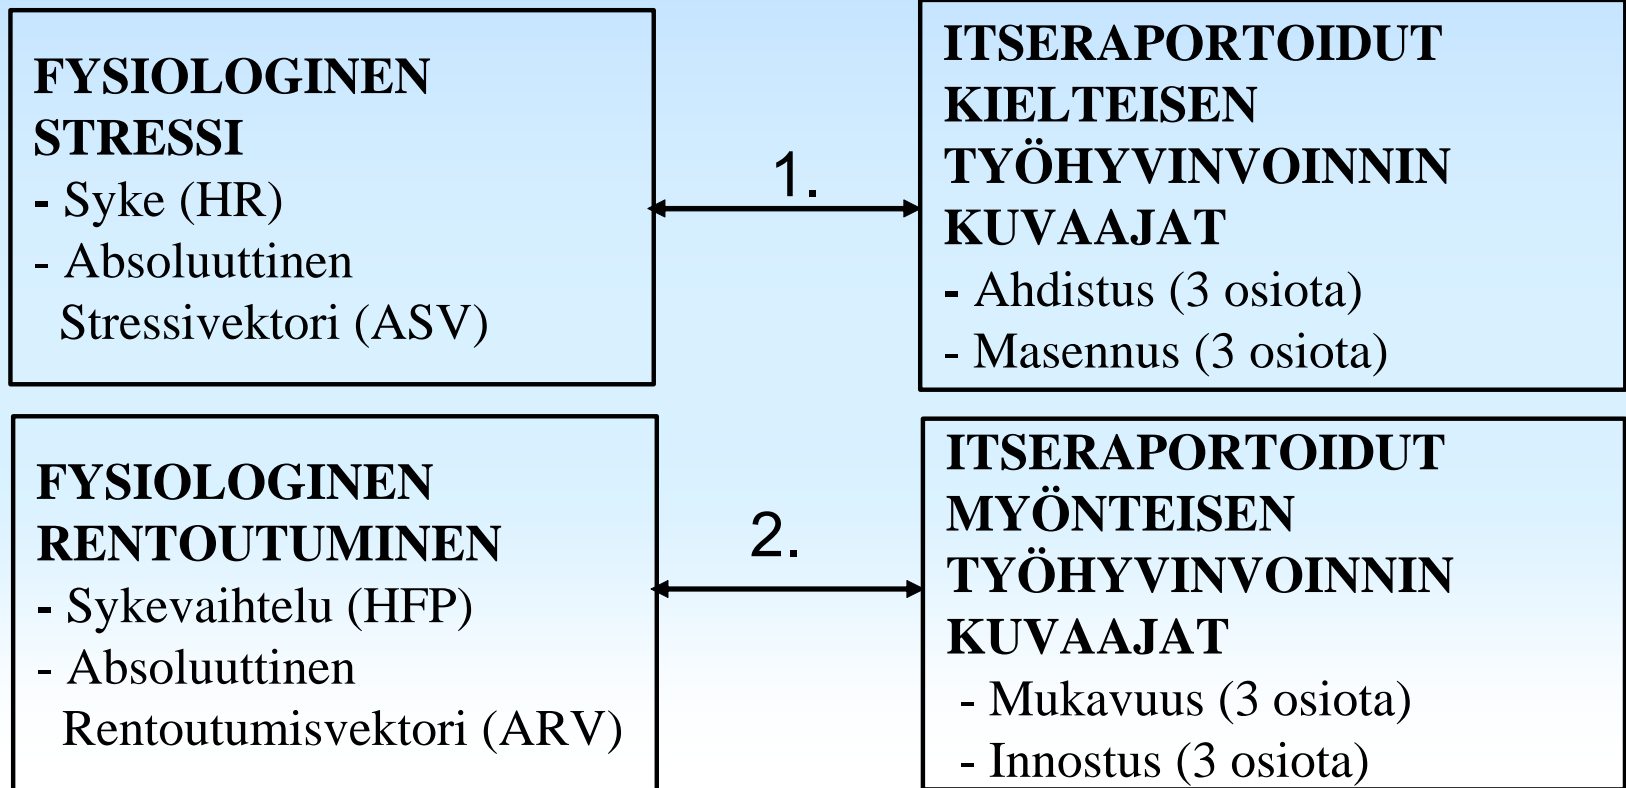 FYSIOLOGINEN
STRESSI
- Syke (HR)
- Absoluuttinen
Stressivektori (ASV)
1.
ITSERAPORTOIDUT
KIELTEISEN
TYÖHYVINVOINNIN
KUVAAJAT
- Ahdistus (3 osiota)
- Masennus (3 osiota)
FYSIOLOGINEN
RENTOUTUMINEN
- Sykevaihtelu (HFP)
- Absoluuttinen
Rentoutumisvektori (ARV)
2.
ITSERAPORTOIDUT
MYÖNTEISEN
TYÖHYVINVOINNIN
KUVAAJAT
- Mukavuus (3 osiota)
- Innostus (3 osiota)